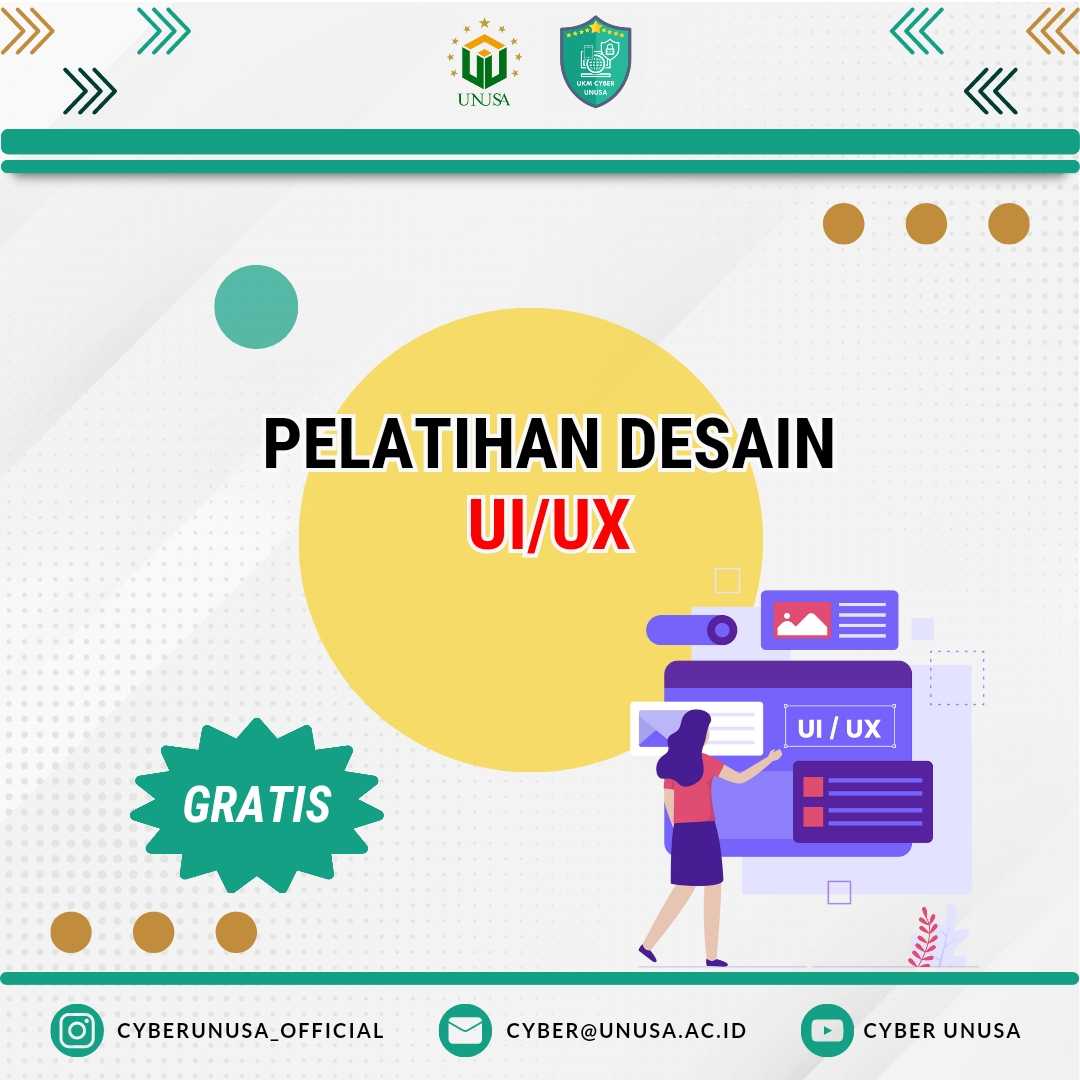 UNUSA
UKM CYBER
UNUSA
PELATIHAN DESAIN
UI/UX
UI / UX
GRATIS
CYBERUNUSA_OFFICIAL
CYBER@UNUSA.AC.ID
CYBER UNUSA